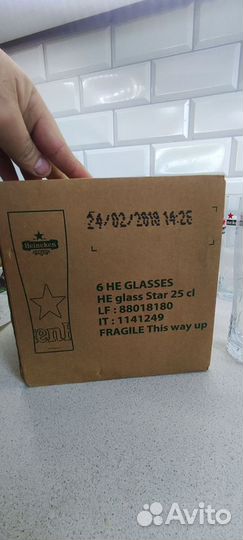 24/02/2018 14:26
Heineken
6 HE GLASSES
HE glass Star 25 cl
LF : 88018180
IT : 1141249
FRAGILE This way up
Avito